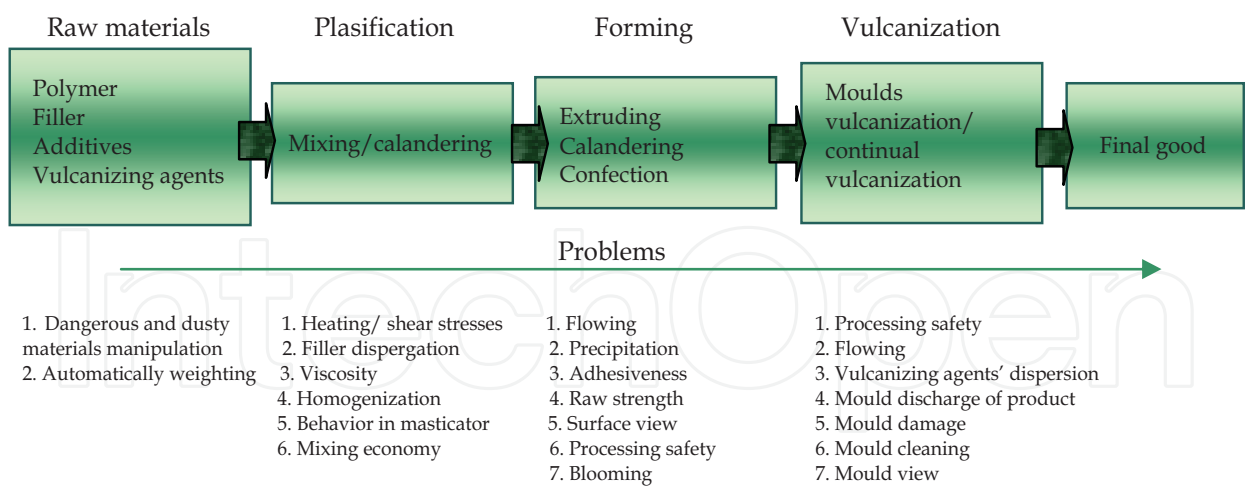 Raw materials
Plasification
Forming
Vulcanization
Polymer
Filler
Additives
Vulcanizing agents
Mixing/calandering
Extruding
Calandering
Confection
Moulds
vulcanization/
continual
vulcanization
Final good
Problems
IntechOpen
1. Dangerous and dusty
materials manipulation
2. Automatically weighting
1. Heating/ shear stresses
2. Filler dispergation
3. Viscosity
4. Homogenization
5. Behavior in masticator
6. Mixing economy
1. Flowing
2. Precipitation
3. Adhesiveness
4. Raw strength
5. Surface view
6. Processing safety
7. Blooming
1. Processing safety
2. Flowing
3. Vulcanizing agents’ dispersion
4. Mould discharge of product
5. Mould damage
6. Mould cleaning
7. Mould view